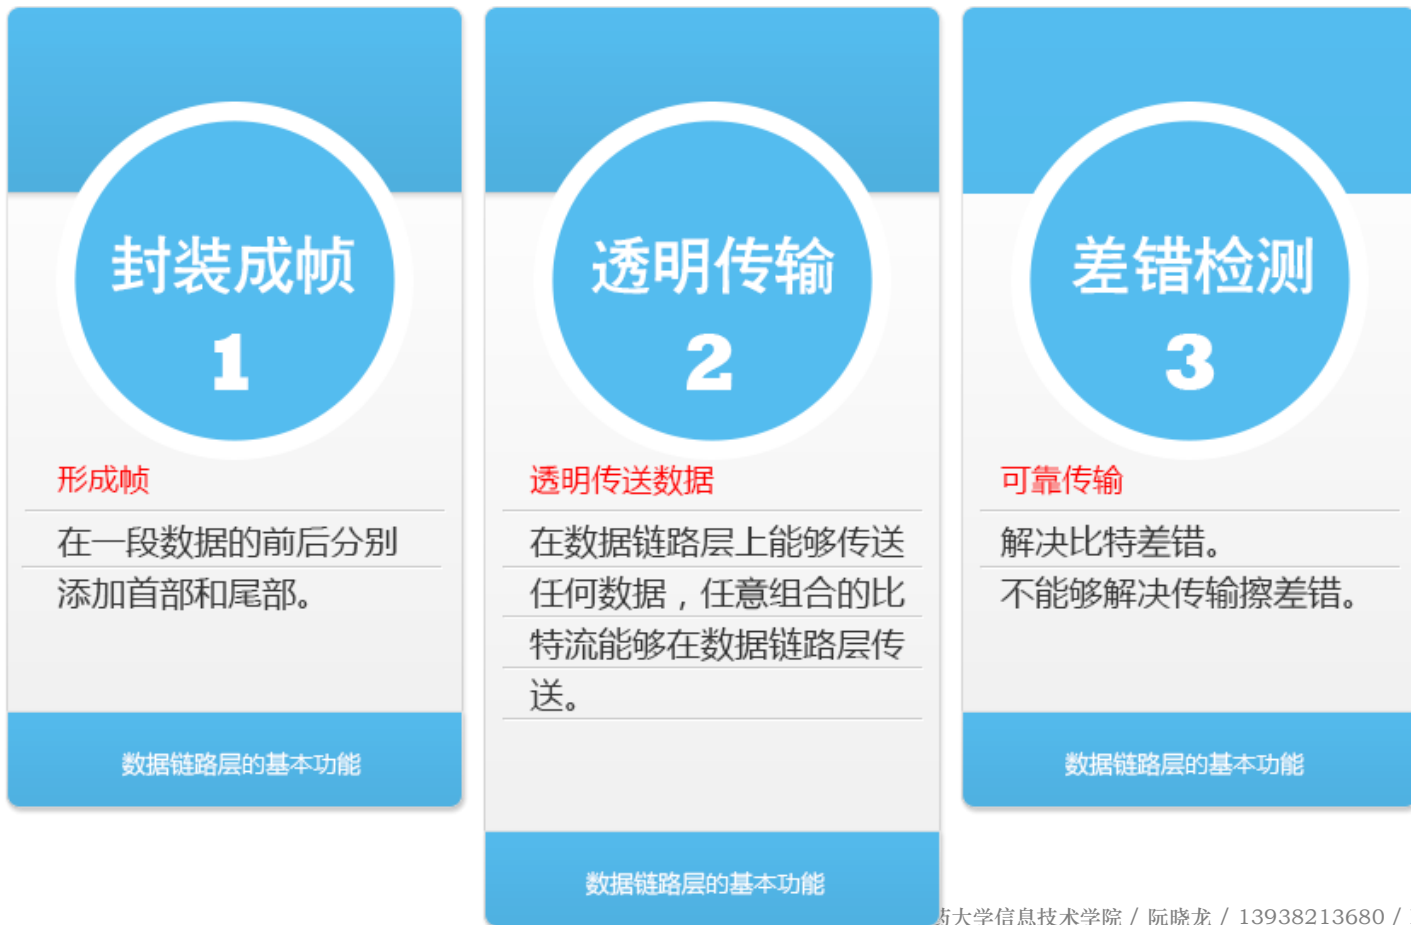 封装成帧
1
形成帧
在一段数据的前后分别
添加首部和尾部。
数据链路层的基本功能
透明传输
2
透明传送数据
在数据链路层上能够传送
任何数据，任意组合的比
特流能够在数据链路层传
送。
数据链路层的基本功能
差错检测
3
可靠传输
解决比特差错。
不能够解决传输擦差错。
数据链路层的基本功能
药大学信息技术学院 / 阮晓龙 / 13938213680 /